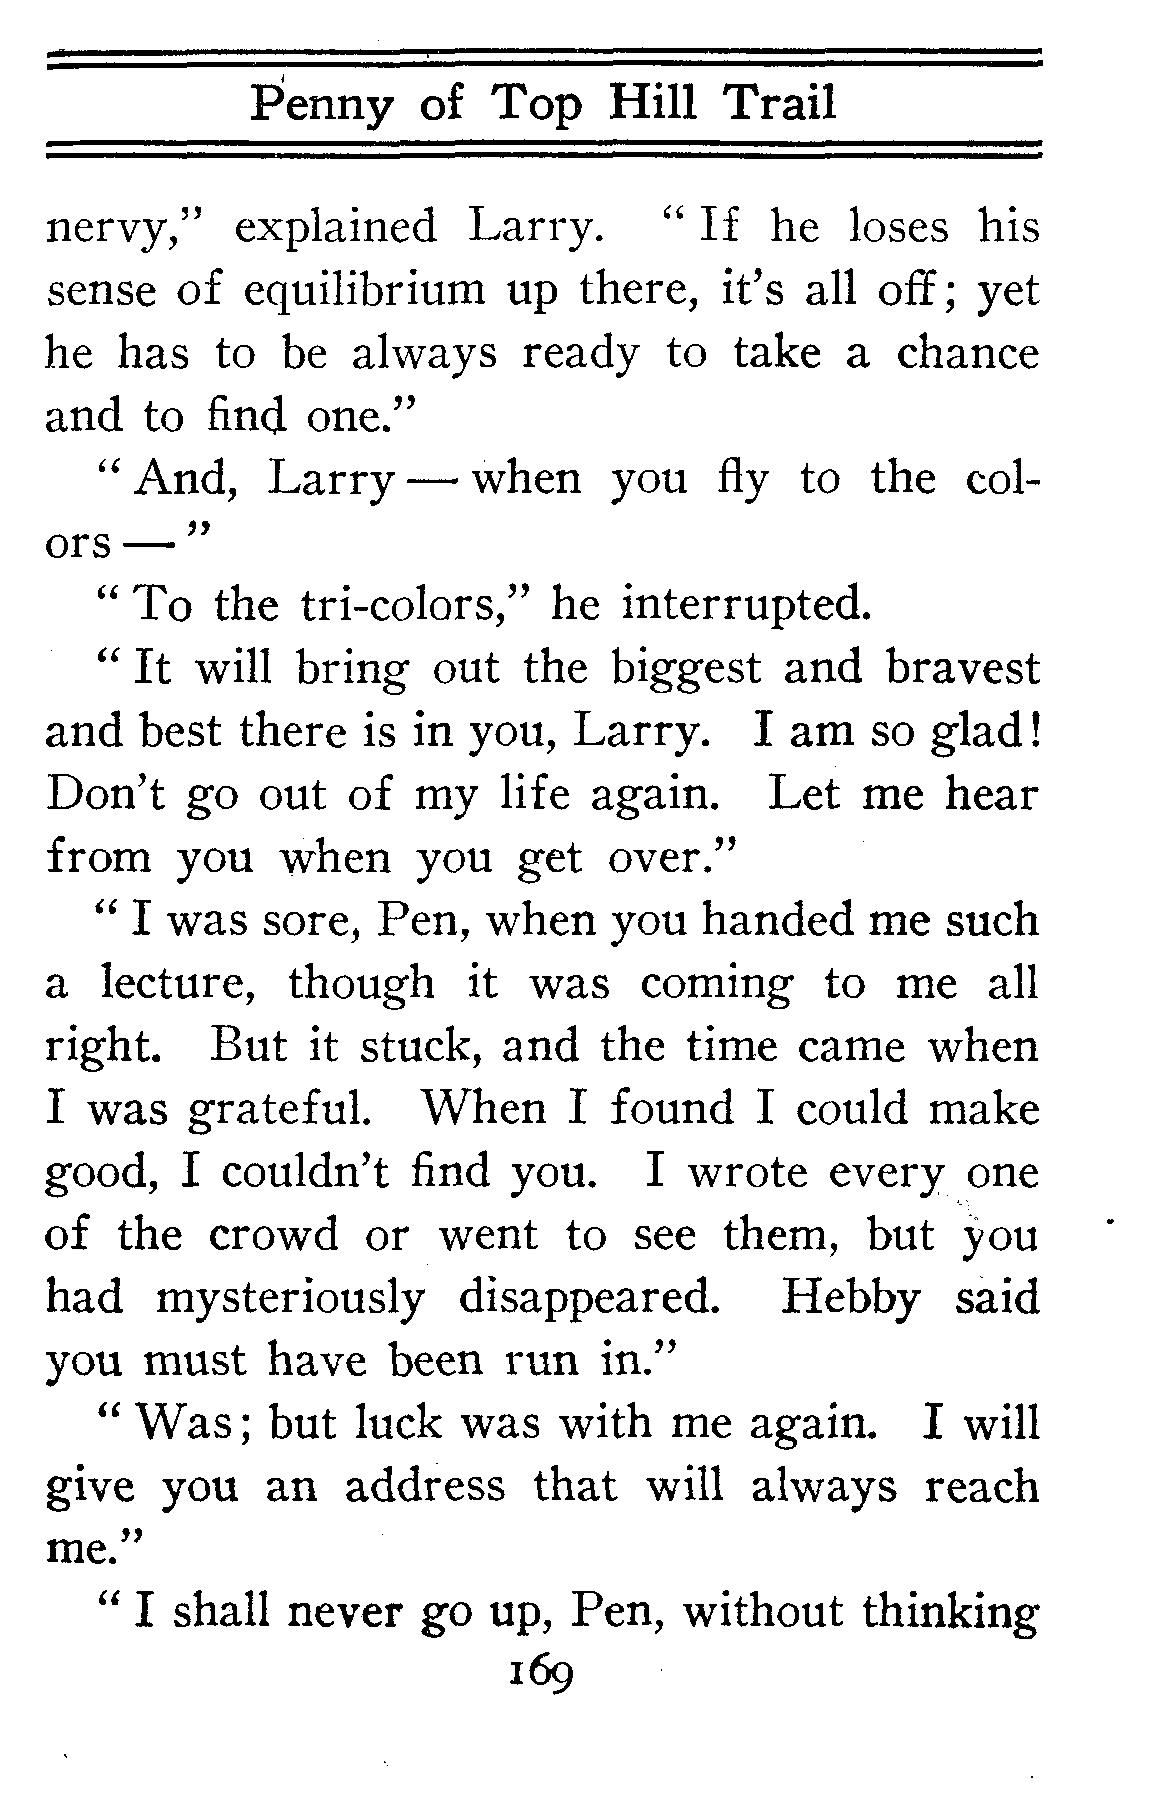 Penny of Top Hill Trail
nervy,” explained Larry. “ If he loses his
sense of equilibrium up there, it’s all off; yet
he has to be always ready to take a chance
and to find one.”
“ And, Larry — when you fly to the col-
ors — ”
“ To the tri-colors,” he interrupted.
“ It will bring out the biggest and bravest
and best there is in you, Larry. I am so glad!
Don’t go out of my life again. Let me hear
from you when you get over.”
“ I was sore, Pen, when you handed me such
a lecture, though it was coming to me all
right. But it stuck, and the time came when
I was grateful. When I found I could make
good, I couldn’t find you. I wrote every one
of the crowd or went to see them, but you
had mysteriously disappeared. Hebby said
you must have been run in.”
“ Was; but luck was with me again. I will
give you an address that will always reach
me.”
“ I shall never go up, Pen, without thinking
169